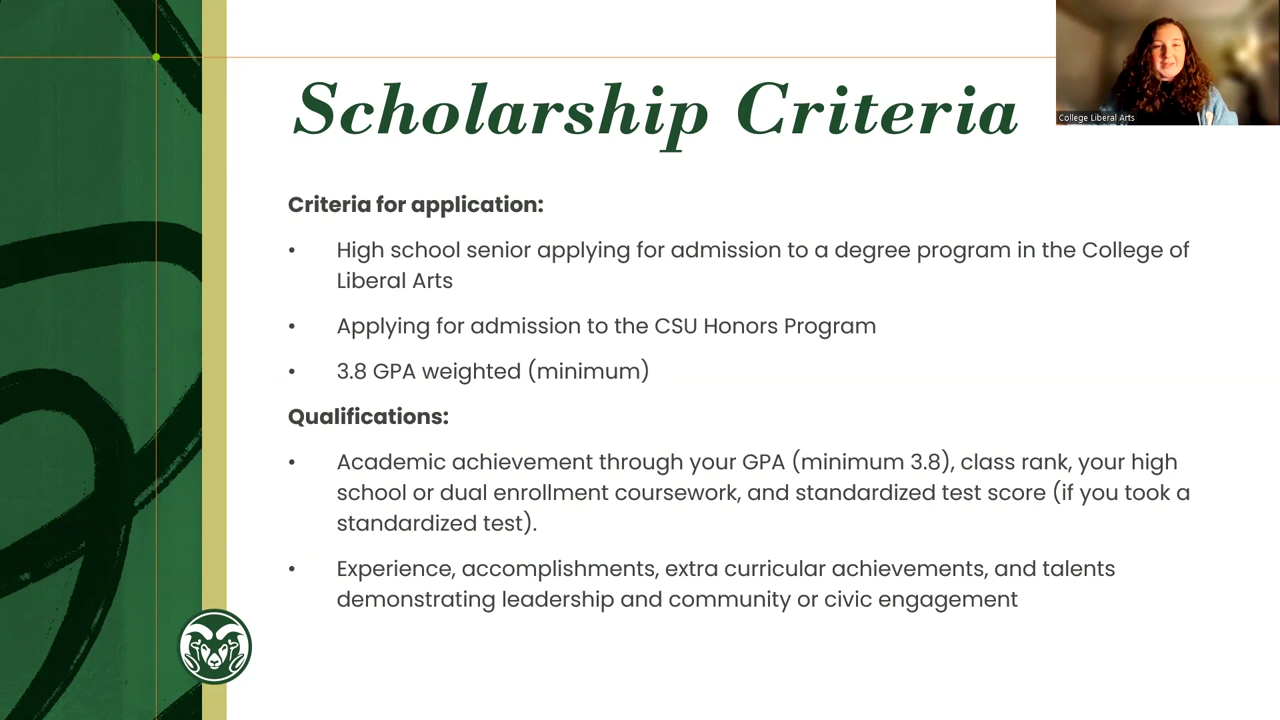 Scholarship Criteria
College Liberal Arts
Criteria for application:
• High school senior applying for admission to a degree program in the College of
Liberal Arts
• Applying for admission to the CSU Honors Program
• 3.8 GPA weighted (minimum)
Qualifications:
• Academic achievement through your GPA (minimum 3.8), class rank, your high
school or dual enrollment coursework, and standardized test score (if you took a
standardized test).
• Experience, accomplishments, extra curricular achievements, and talents
demonstrating leadership and community or civic engagement